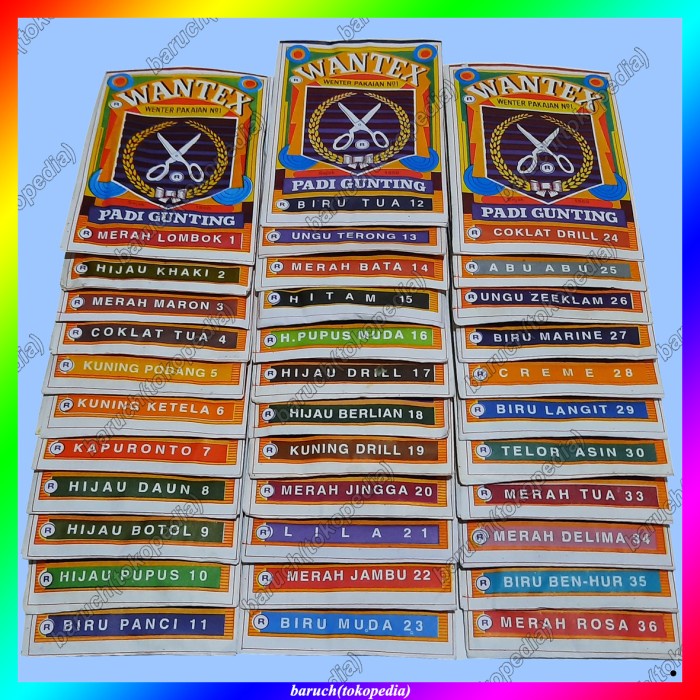 WANTEX
WENTER PAKAIAN No1
PADI GUNTING
MERAH LOMBOK 1
HIJAU KHAKI 2
MERAH MARON 3
COKLAT TUA 4
KUNING PODANG 5
KUNING KETELA 6
KAPURONTO 7
HIJAU DAUN 8
HIJAU BOTOL 9
HIJAU PUPUS 10
BIRU PANCI 11
WANTEX
WENTER PAKAIAN No1
PADI GUNTING
BIRU TUA 12
UNGU TERONG 13
MERAH BATA 14
HITAM 15
H.PUPUS MUDA 16
HIJAU DRILL 17
HIJAU BERLIAN 18
KUNING DRILL 19
MERAH JINGGA 20
LILA 21
MERAH JAMBU 22
BIRU MUDA 23
WANTEX
WENTER PAKAIAN No1
PADI GUNTING
COKLAT DRILL 24
ABU ABU 25
UNGU ZEEKLAM 26
BIRU MARINE 27
CREME 28
BIRU LANGIT 29
TELOR ASIN 30
MERAH TUA 33
MERAH DELIMA 34
BIRU BEN-HUR 35
MERAH ROSA 36
baruch(tokopedia)